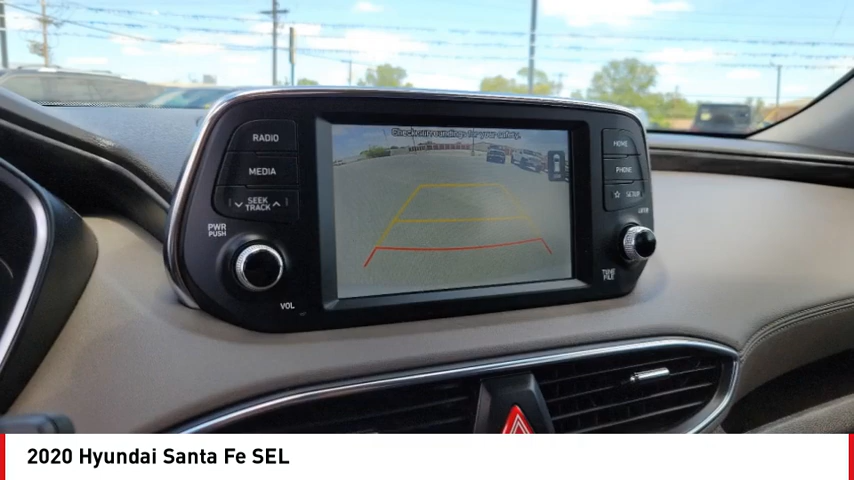 Check surroundings for your safety.
RADIO
MEDIA
SEEK
TRACK
PWR
PUSH
VOL
HOME
PHONE
SETUP
TUNE
FILE
2020 Hyundai Santa Fe SEL